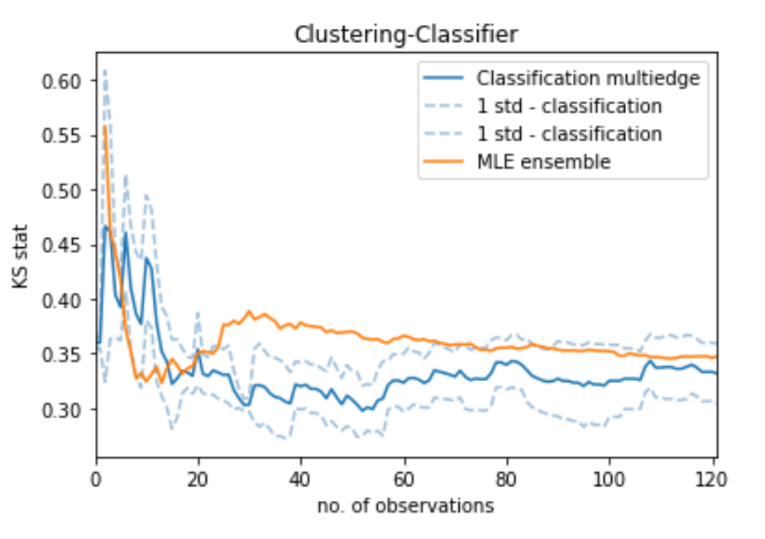 Clustering-Classifier
0.60
0.55
0.50
0.45
0.40
0.35
0.30
KS stat
Classification multiedge
1 std - classification
1 std - classification
MLE ensemble
0 20 40 60 80 100 120
no. of observations